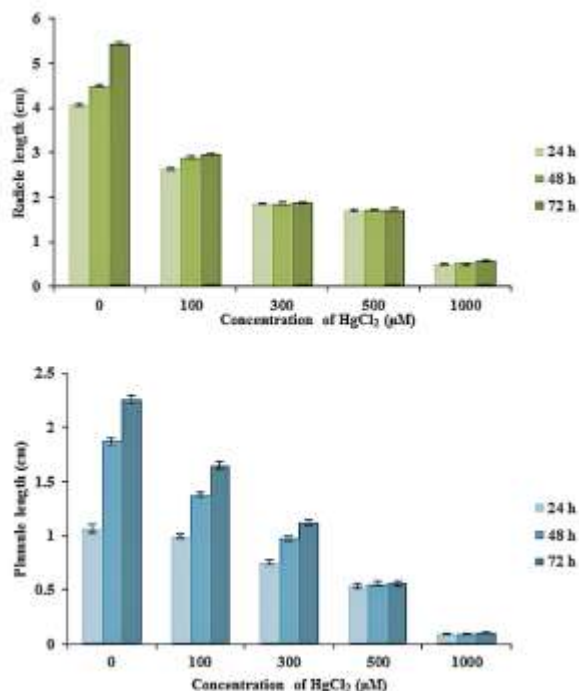 6
5
4
3
2
1
0
Radicle length (cm)
0 100 300 500 1000
Concentration of HgCl₂ (µM)
24 h
48 h
72 h
2.5
2
1.5
1
0.5
0
Plumule length (cm)
0 100 300 500 1000
Concentration of HgCl₂ (µM)
24 h
48 h
72 h